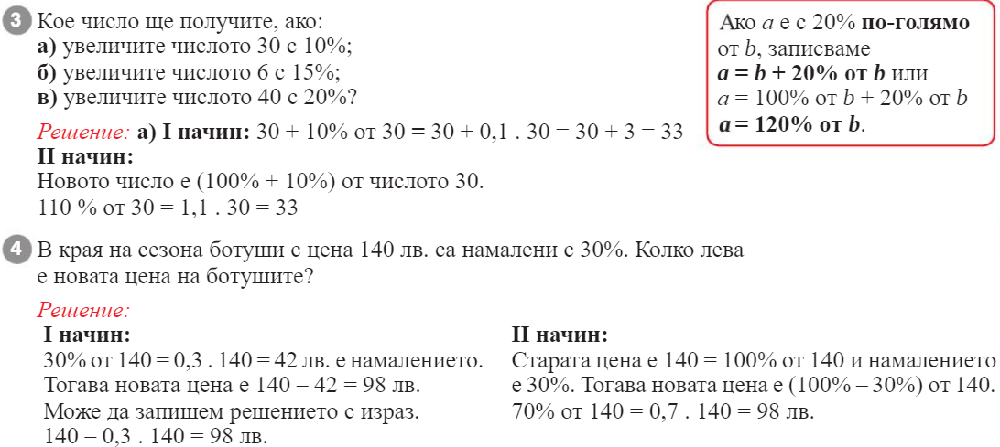 3 Кое число ще получите, ако:
а) увеличите числото 30 с 10%;
б) увеличите числото 6 с 15%;
в) увеличите числото 40 с 20%?
Решение: а) I начин: 30 + 10% от 30 = 30 + 0,1 . 30 = 30 + 3 = 33
II начин:
Новото число е (100% + 10%) от числото 30.
110 % от 30 = 1,1 . 30 = 33
Ако a е с 20% по-голямо
от b, записваме
a = b + 20% от b или
a = 100% от b + 20% от b
a = 120% от b.
4 В края на сезона ботуши с цена 140 лв. са намалени с 30%. Колко лева
е новата цена на ботушите?
Решение:
I начин:
30% от 140 = 0,3 . 140 = 42 лв. е намалението.
Тогава новата цена е 140 – 42 = 98 лв.
Може да запишем решението с израз.
140 – 0,3 . 140 = 98 лв.
II начин:
Старата цена е 140 = 100% от 140 и намалението
е 30%. Тогава новата цена е (100% – 30%) от 140.
70% от 140 = 0,7 . 140 = 98 лв.